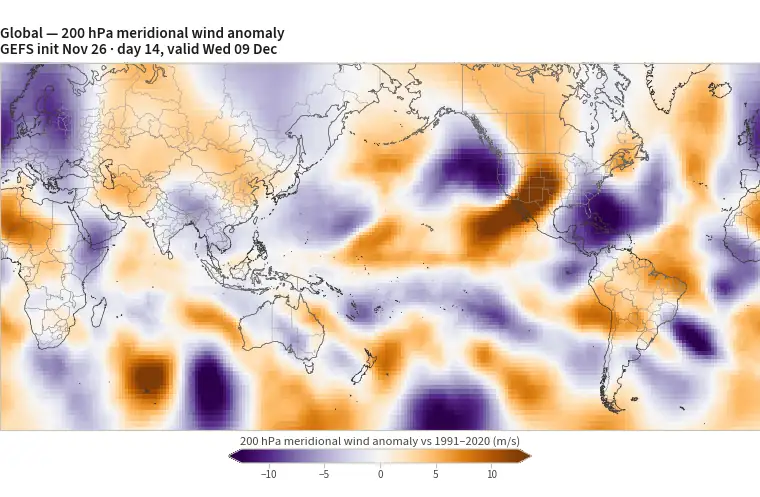 Global — 200 hPa meridional wind anomaly
GEFS init Nov 26 · day 14, valid Wed 09 Dec
200 hPa meridional wind anomaly vs 1991–2020 (m/s)
−10 −5 0 5 10